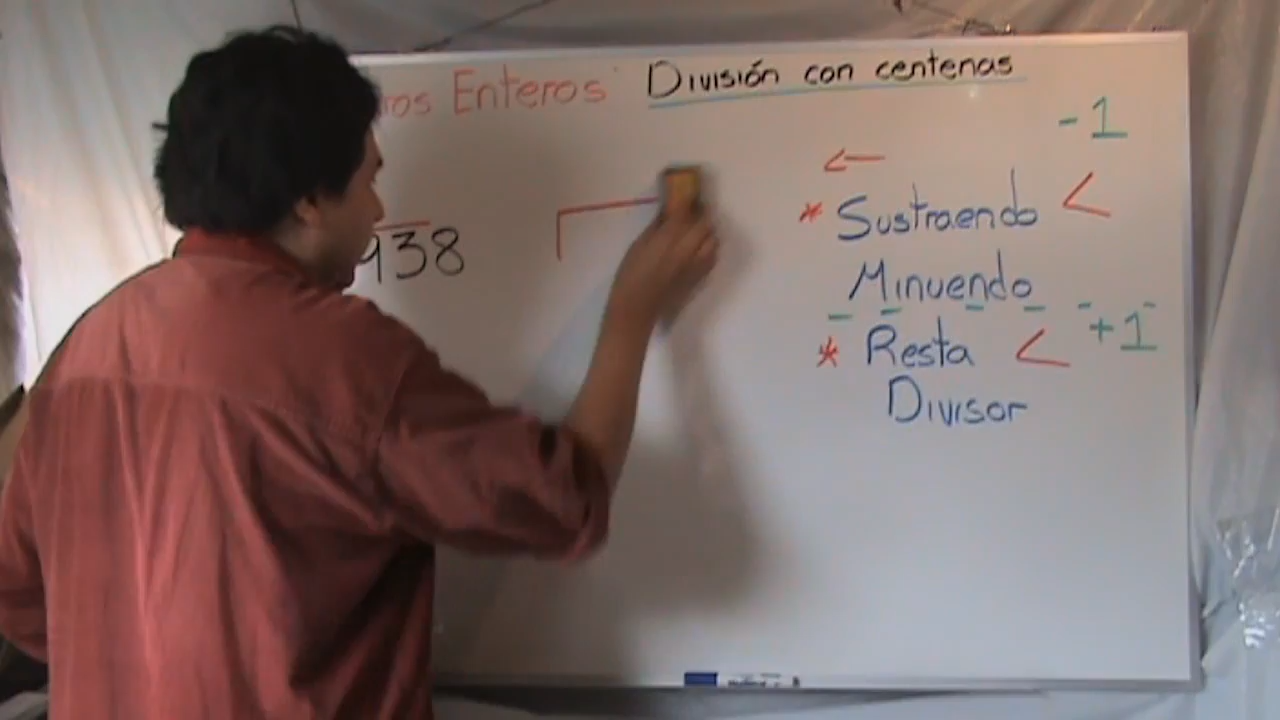 Enteros División con centenas
-1
←
* Sustraendo <
Minuendo
938
* Resta < +1
Divisor